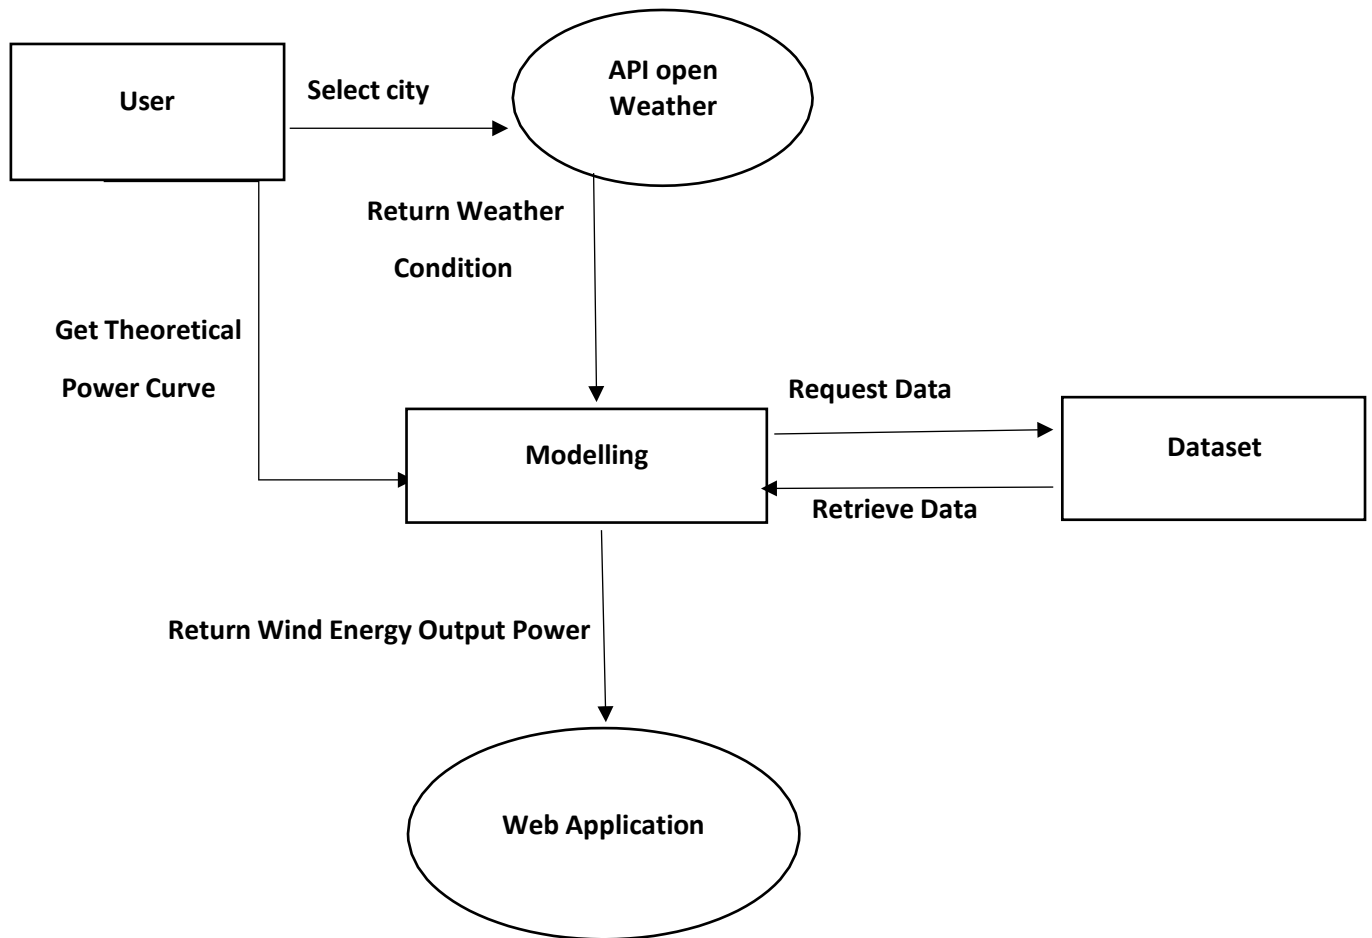 User
Select city
API open
Weather
Return Weather
Condition
Get Theoretical
Power Curve
Request Data
Modelling
Dataset
Retrieve Data
Return Wind Energy Output Power
Web Application